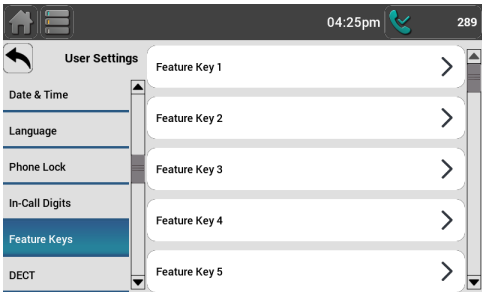 04:25pm 289
User Settings
Date & Time
Language
Phone Lock
In-Call Digits
Feature Keys
DECT
Feature Key 1
Feature Key 2
Feature Key 3
Feature Key 4
Feature Key 5